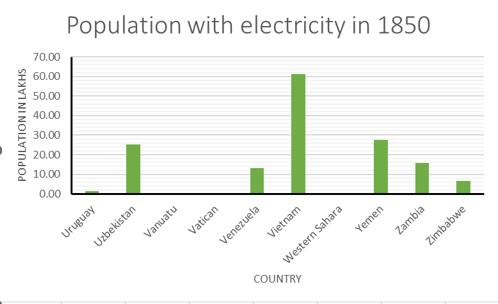 Population with electricity in 1850
POPULATION IN LAKHS
70.00
60.00
50.00
40.00
30.00
20.00
10.00
0.00
Uruguay
Uzbekistan
Vanuatu
Vatican
Venezuela
Vietnam
Western Sahara
Yemen
Zambia
Zimbabwe
COUNTRY